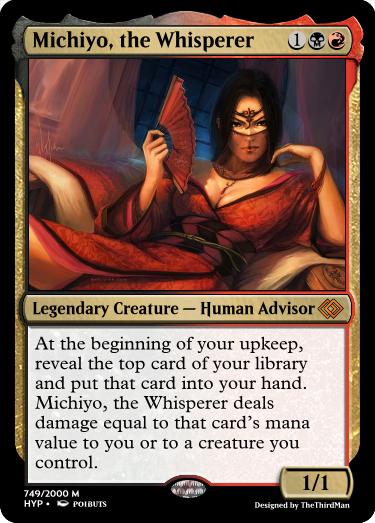 Michiyo, the Whisperer 1
Legendary Creature — Human Advisor
At the beginning of your upkeep,
reveal the top card of your library
and put that card into your hand.
Michiyo, the Whisperer deals
damage equal to that card's mana
value to you or to a creature you
control.
1/1
749/2000 M
HYP • POIBUTS
Designed by TheThirdMan